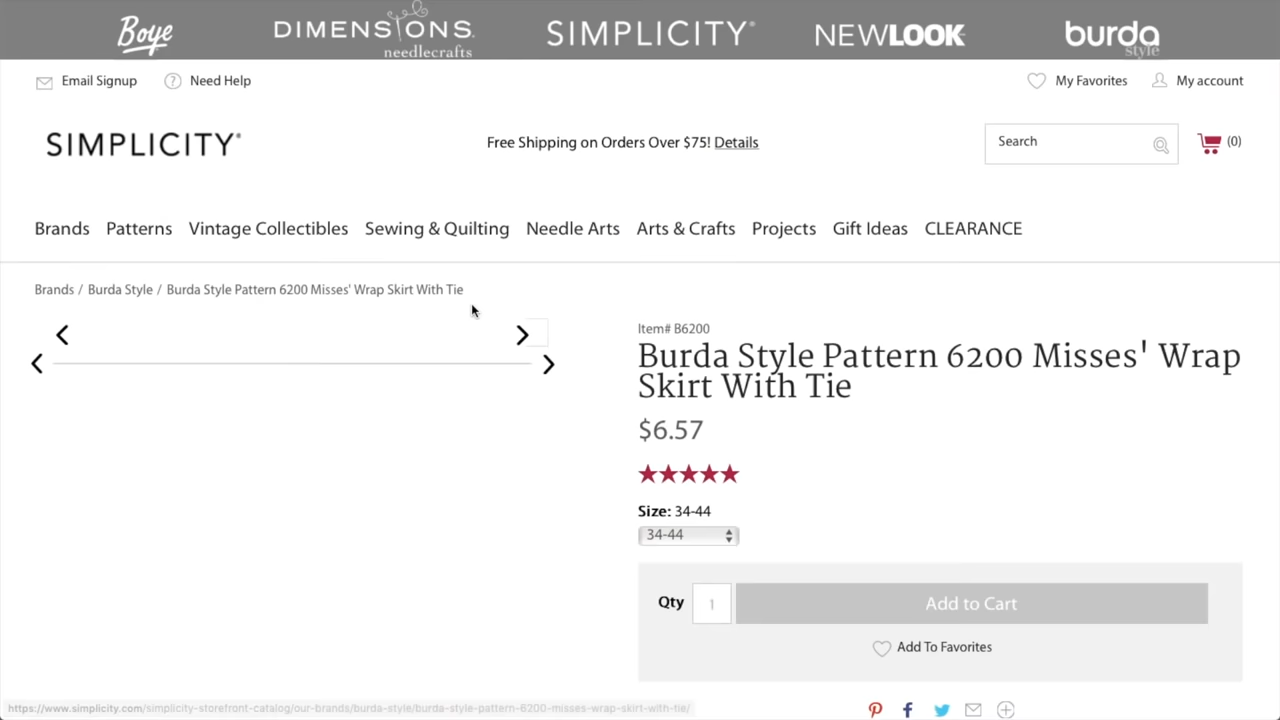 Boye
DIMENSIONS.
needlecrafts
SIMPLICITY®
NEWLOOK
burda
style
Email Signup
? Need Help
My Favorites
My account
SIMPLICITY®
Free Shipping on Orders Over $75! Details
Search
(0)
Brands Patterns Vintage Collectibles Sewing & Quilting Needle Arts Arts & Crafts Projects Gift Ideas CLEARANCE
Brands / Burda Style / Burda Style Pattern 6200 Misses' Wrap Skirt With Tie
Item# B6200
Burda Style Pattern 6200 Misses' Wrap
Skirt With Tie
$6.57
Size: 34-44
34-44
Qty 1 Add to Cart
Add To Favorites
https://www.simplicity.com/simplicity-storefront-catalog/our-brands/burda-style/burda-style-pattern-6200-misses-wrap-skirt-with-tie/